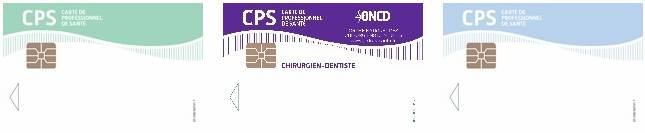 CPS
CARTE DE
PROFESSIONNEL
DE SANTÉ
CPS
CARTE DE
PROFESSIONNEL
DE SANTÉ
ONCD
CHIRURGIEN-DENTISTE
CPS
CARTE DE
PROFESSIONNEL
DE SANTÉ